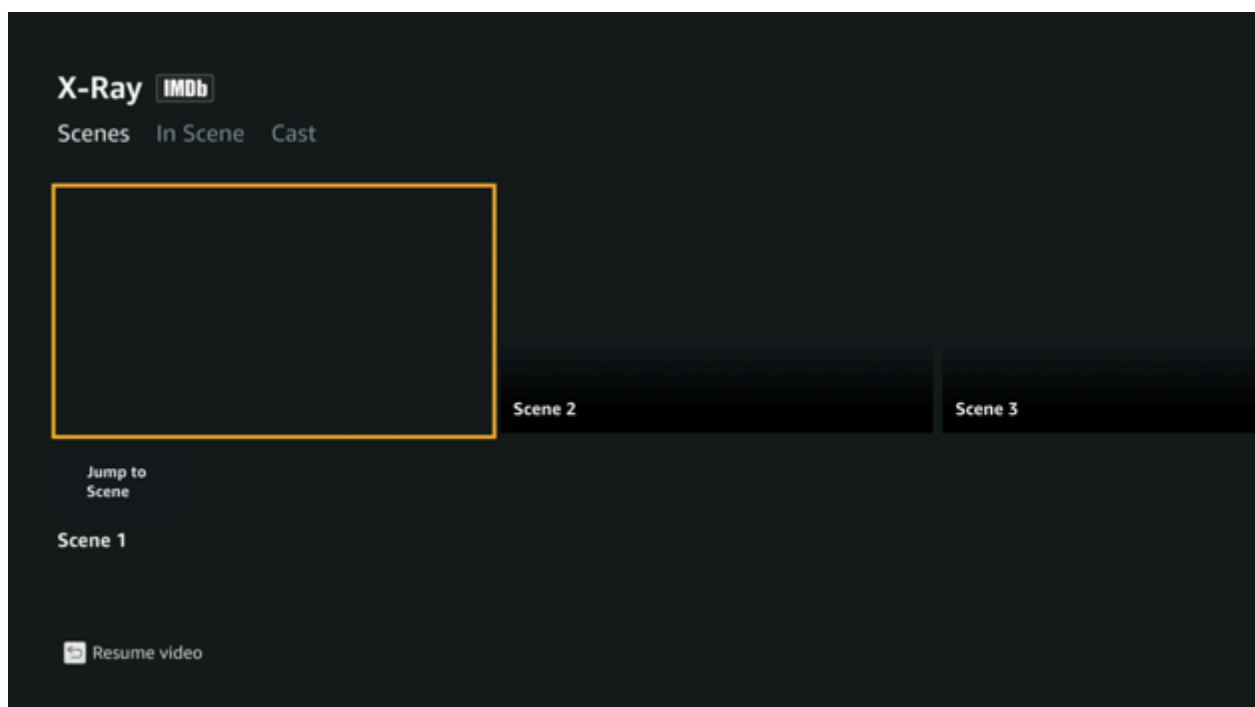 X-Ray IMDb
Scenes In Scene Cast
Scene 2 Scene 3
Jump to
Scene
Scene 1
Resume video